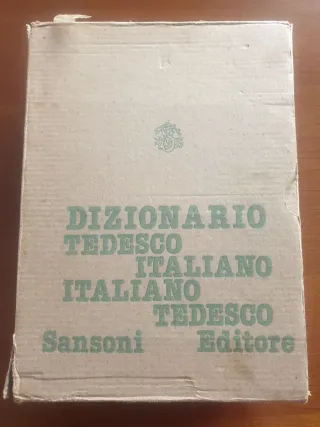 DIZIONARIO
TEDESCO
ITALIANO
ITALIANO
TEDESCO
Sansoni Editore